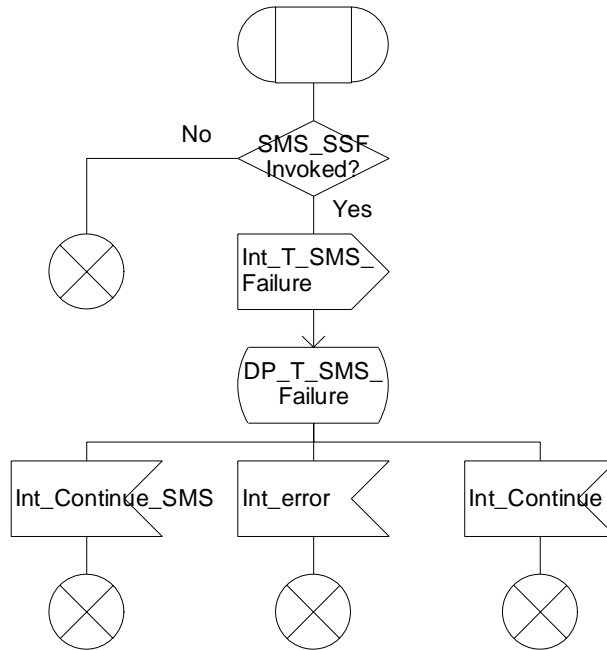 No
SMS_SSF
Invoked?
Yes
Int_T_SMS_
Failure
DP_T_SMS_
Failure
Int_Continue_SMS
Int_error
Int_Continue